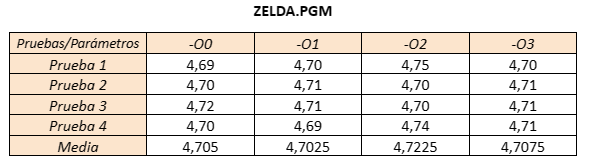 ZELDA.PGM
Pruebas/Parámetros -O0 -O1 -O2 -O3
Prueba 1 4,69 4,70 4,75 4,70
Prueba 2 4,70 4,71 4,70 4,71
Prueba 3 4,72 4,71 4,70 4,71
Prueba 4 4,70 4,69 4,74 4,71
Media 4,705 4,7025 4,7225 4,7075